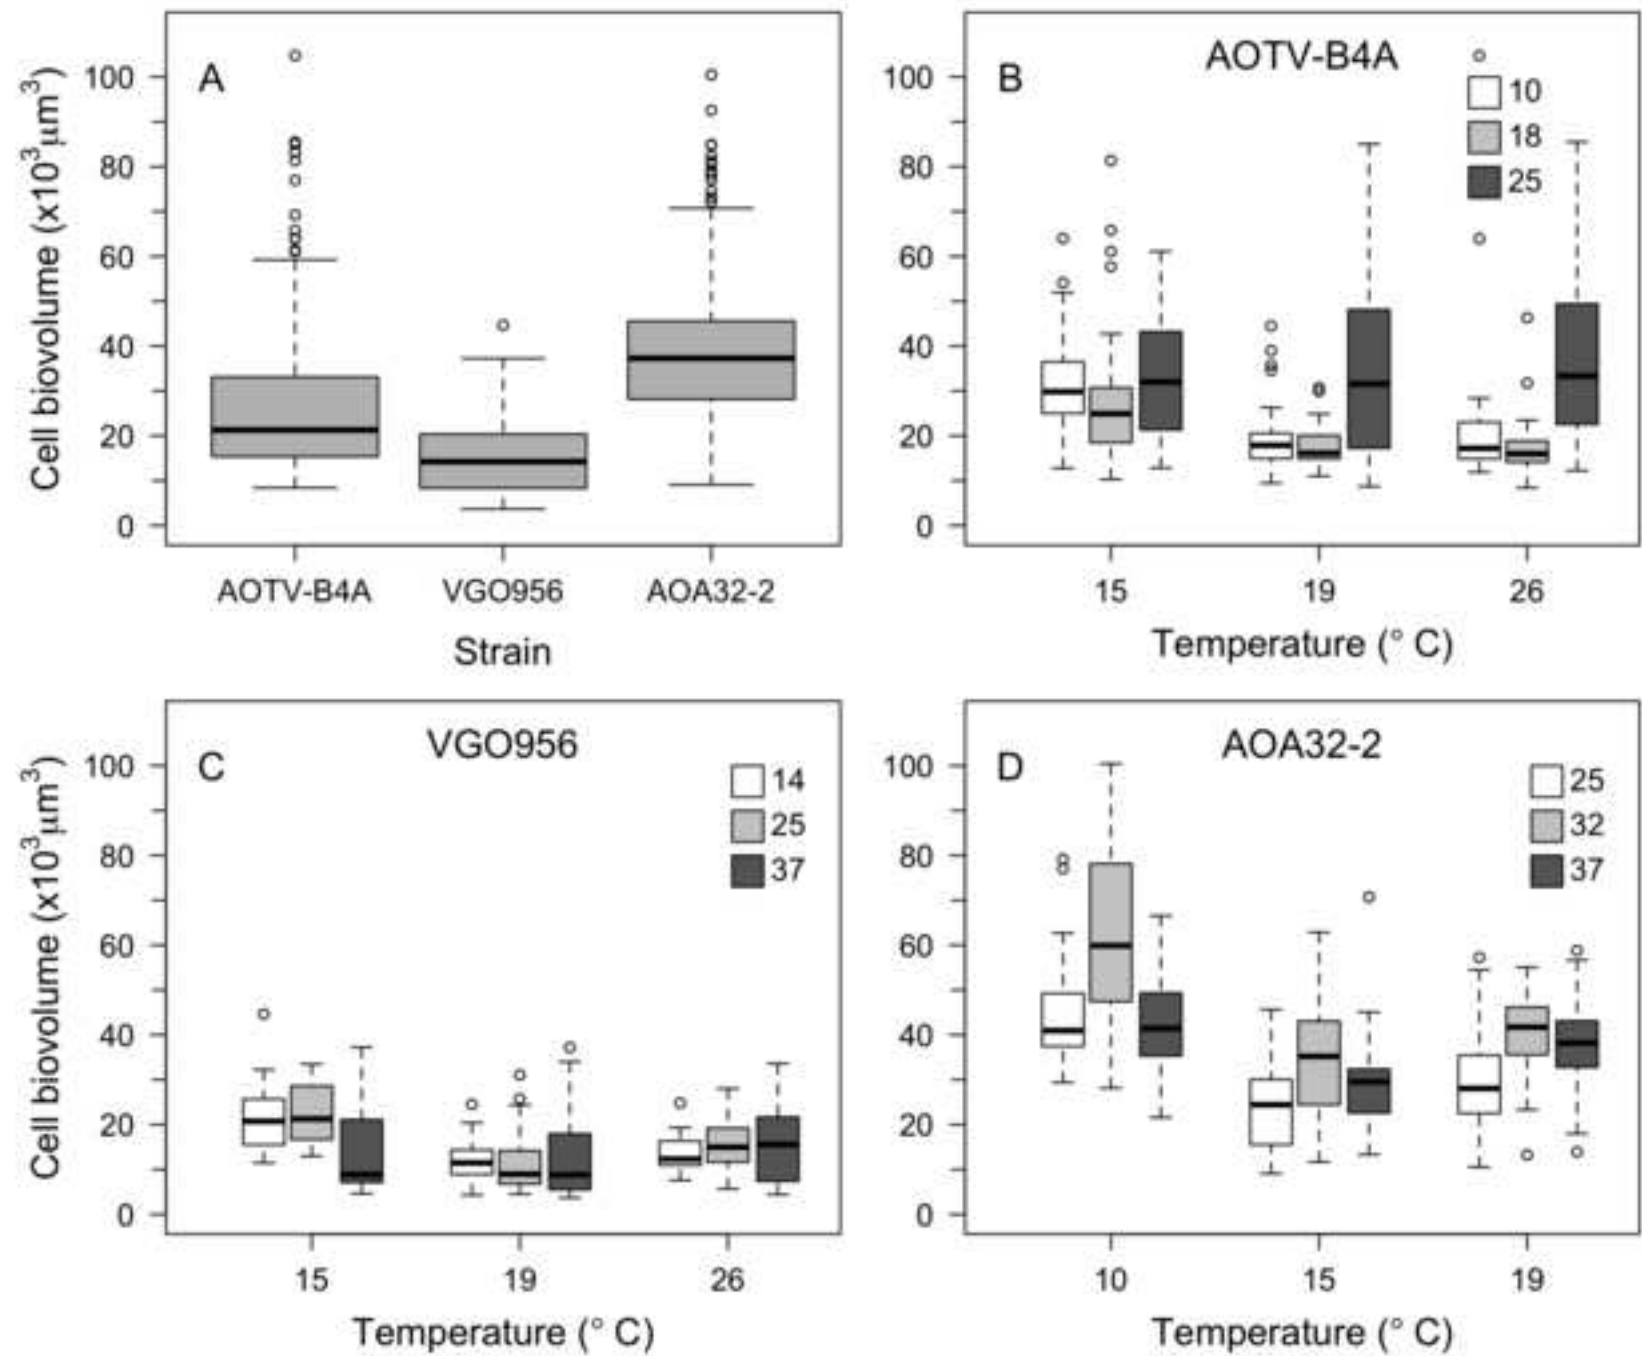 A
Cell biovolume (x10³µm³)
100
80
60
40
20
0
AOTV-B4A VGO956 AOA32-2
Strain
B
AOTV-B4A
10
18
25
100
80
60
40
20
0
15 19 26
Temperature (° C)
C
VGO956
14
25
37
Cell biovolume (x10³µm³)
100
80
60
40
20
0
15 19 26
Temperature (° C)
D
AOA32-2
25
32
37
100
80
60
40
20
0
10 15 19
Temperature (° C)